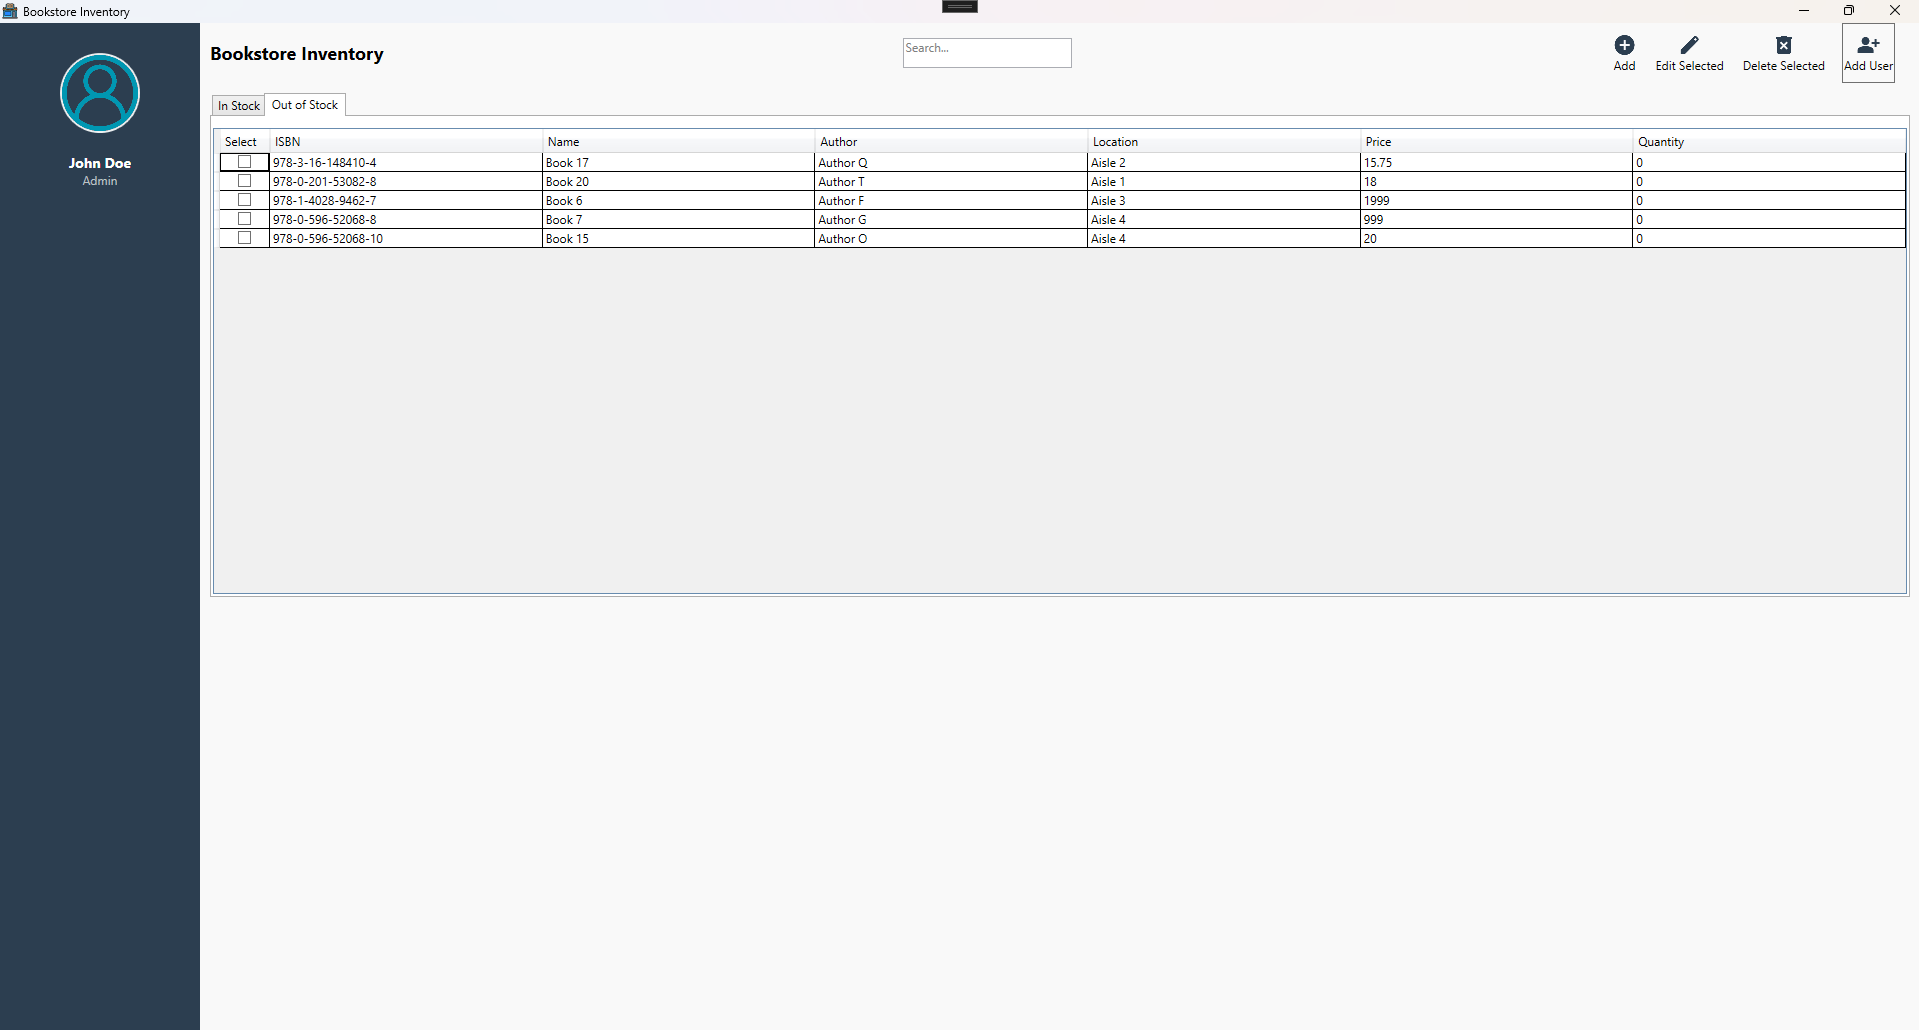 Bookstore Inventory
John Doe
Admin
Bookstore Inventory
Search...
Add Edit Selected Delete Selected Add User
In Stock Out of Stock
Select ISBN Name Author Location Price Quantity
978-3-16-148410-4 Book 17 Author Q Aisle 2 15.75 0
978-0-201-53082-8 Book 20 Author T Aisle 1 18 0
978-1-4028-9462-7 Book 6 Author F Aisle 3 1999 0
978-0-596-52068-8 Book 7 Author G Aisle 4 999 0
978-0-596-52068-10 Book 15 Author O Aisle 4 20 0